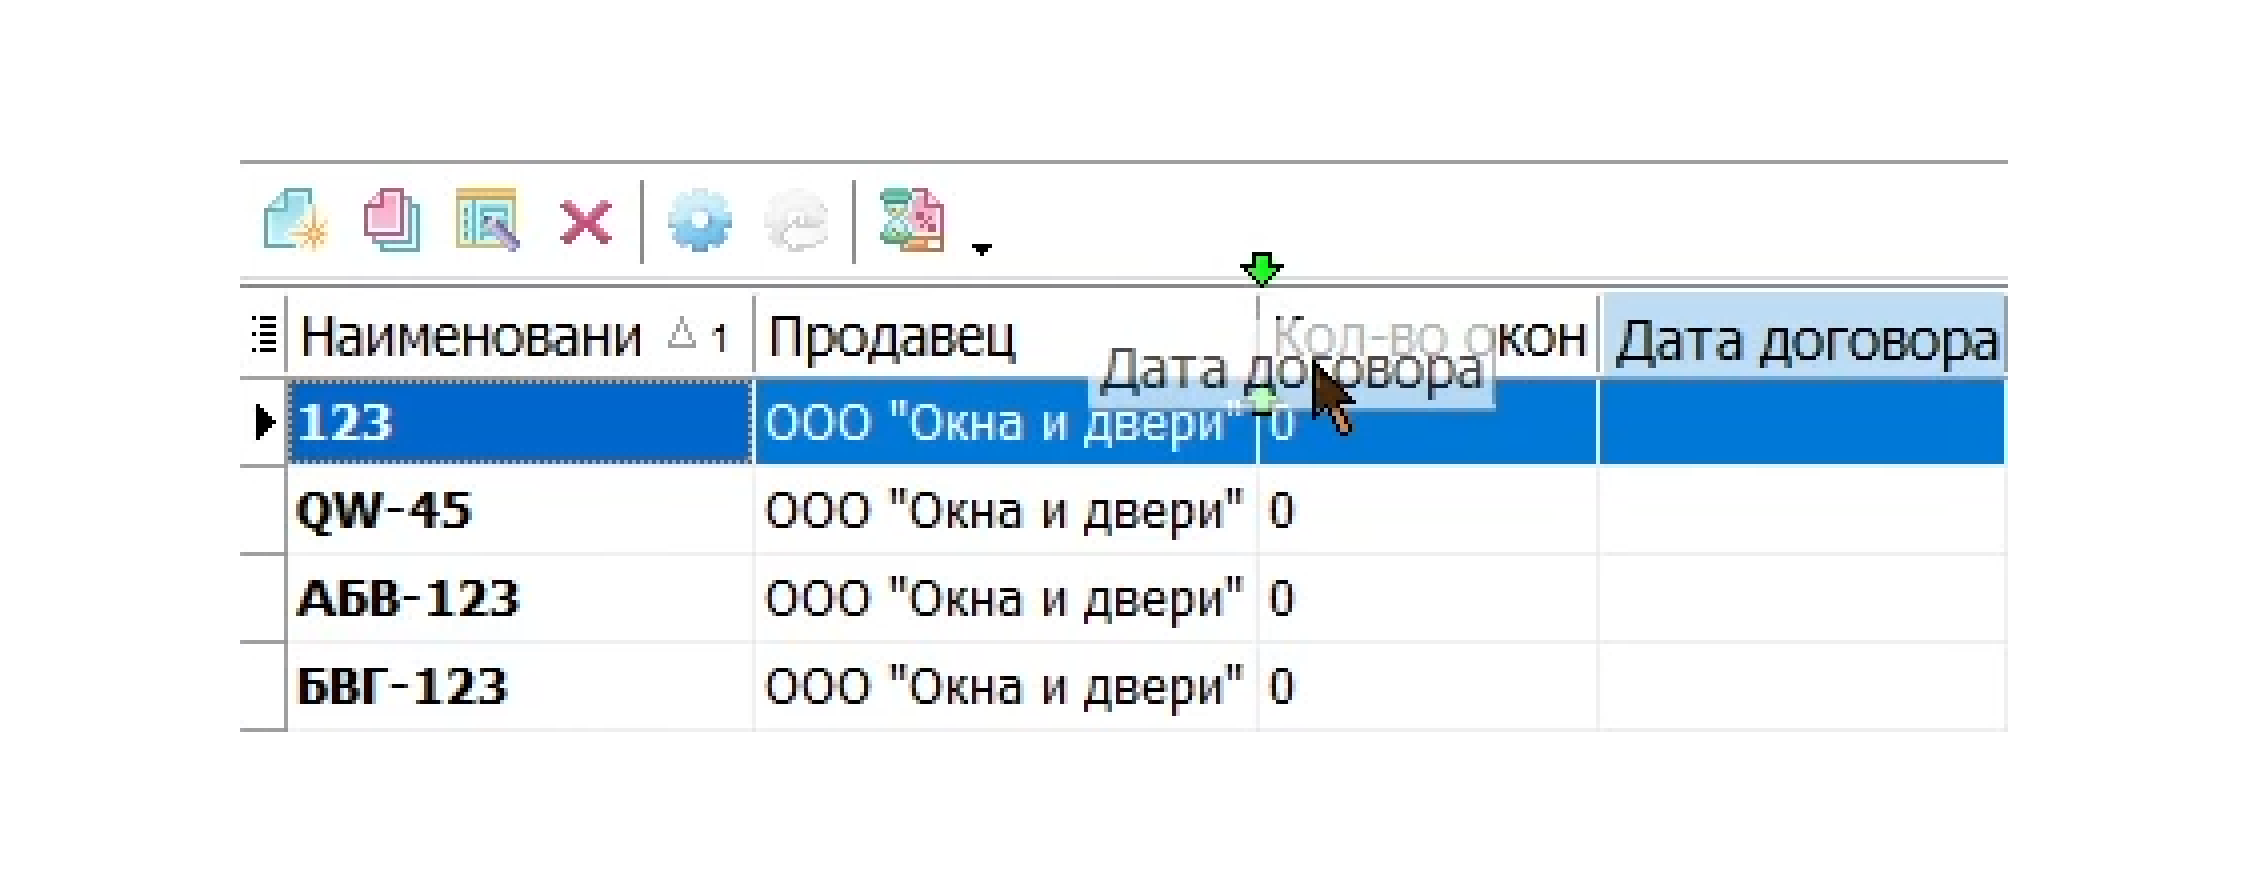 Наименовани 1 Продавец Кол-во окон Дата договора
Дата договора
123 ООО "Окна и двери" 0
QW-45 ООО "Окна и двери" 0
АБВ-123 ООО "Окна и двери" 0
БВГ-123 ООО "Окна и двери" 0